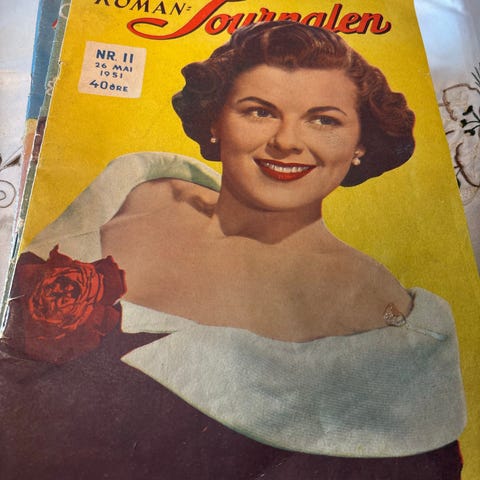 ROMAN-
Journalen
NR. 11
26 MAI
1951
40 ØRE